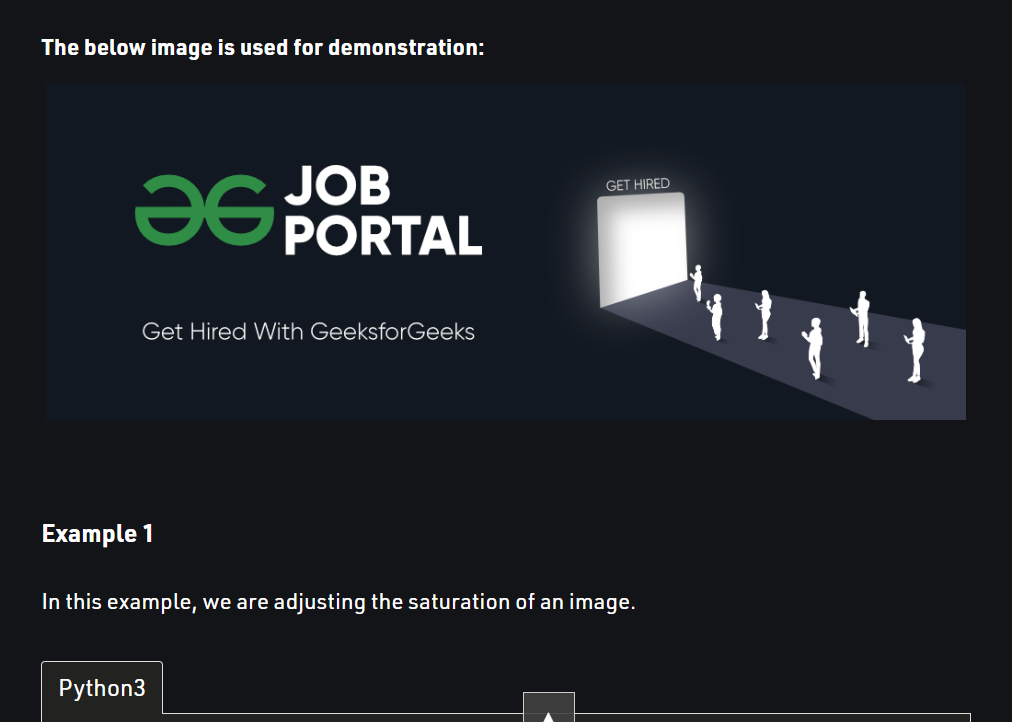 The below image is used for demonstration:
JOB
PORTAL
GET HIRED
Get Hired With GeeksforGeeks
Example 1
In this example, we are adjusting the saturation of an image.
Python3